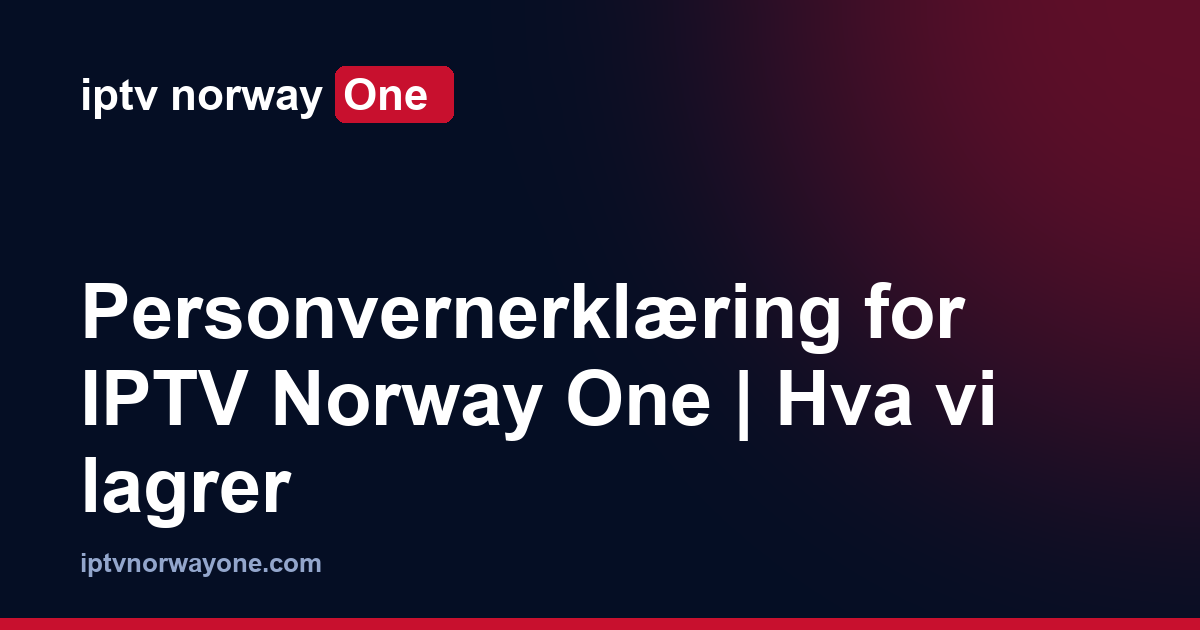 iptv norway One
Personvernerklæring for
IPTV Norway One | Hva vi
lagrer
iptvnorwayone.com